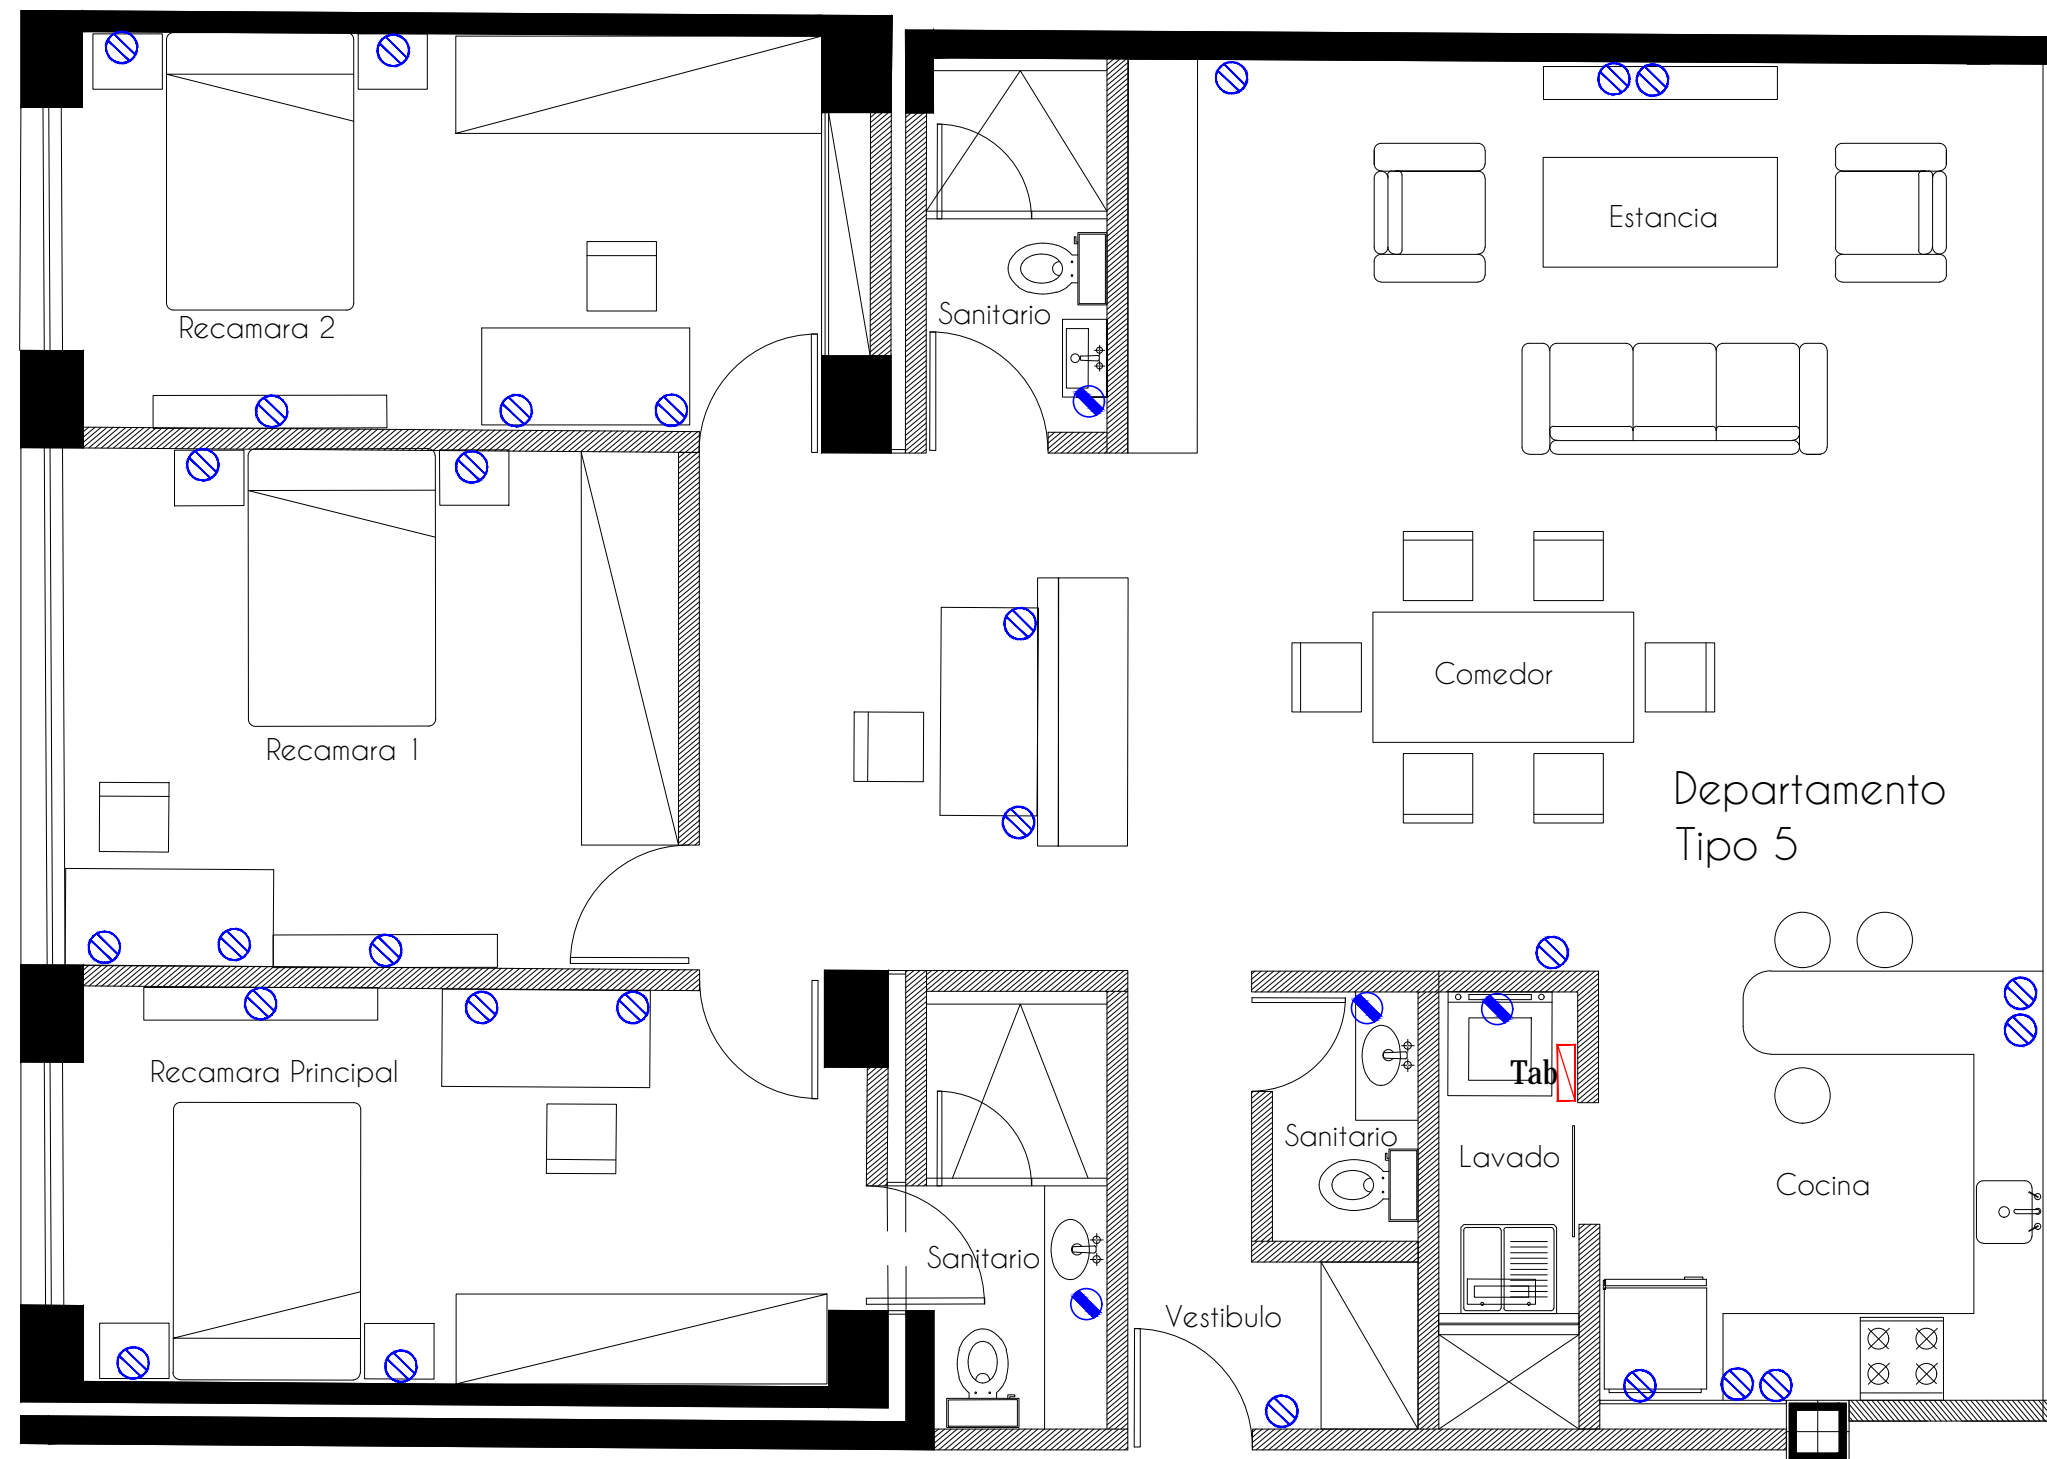 Estancia
Sanitario
Recamara 2
Comedor
Recamara 1
Departamento
Tipo 5
Recamara Principal
Tab
Sanitario
Lavado
Cocina
Sanitario
Vestibulo